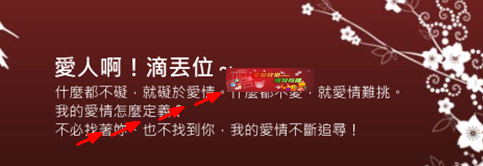 愛人啊！滴丟位~
什麼都不礙，就礙於愛情。什麼都不愛，就愛情難挑。
我的愛情怎麼定義？
不必找著妳，也不找到你，我的愛情不斷追尋！